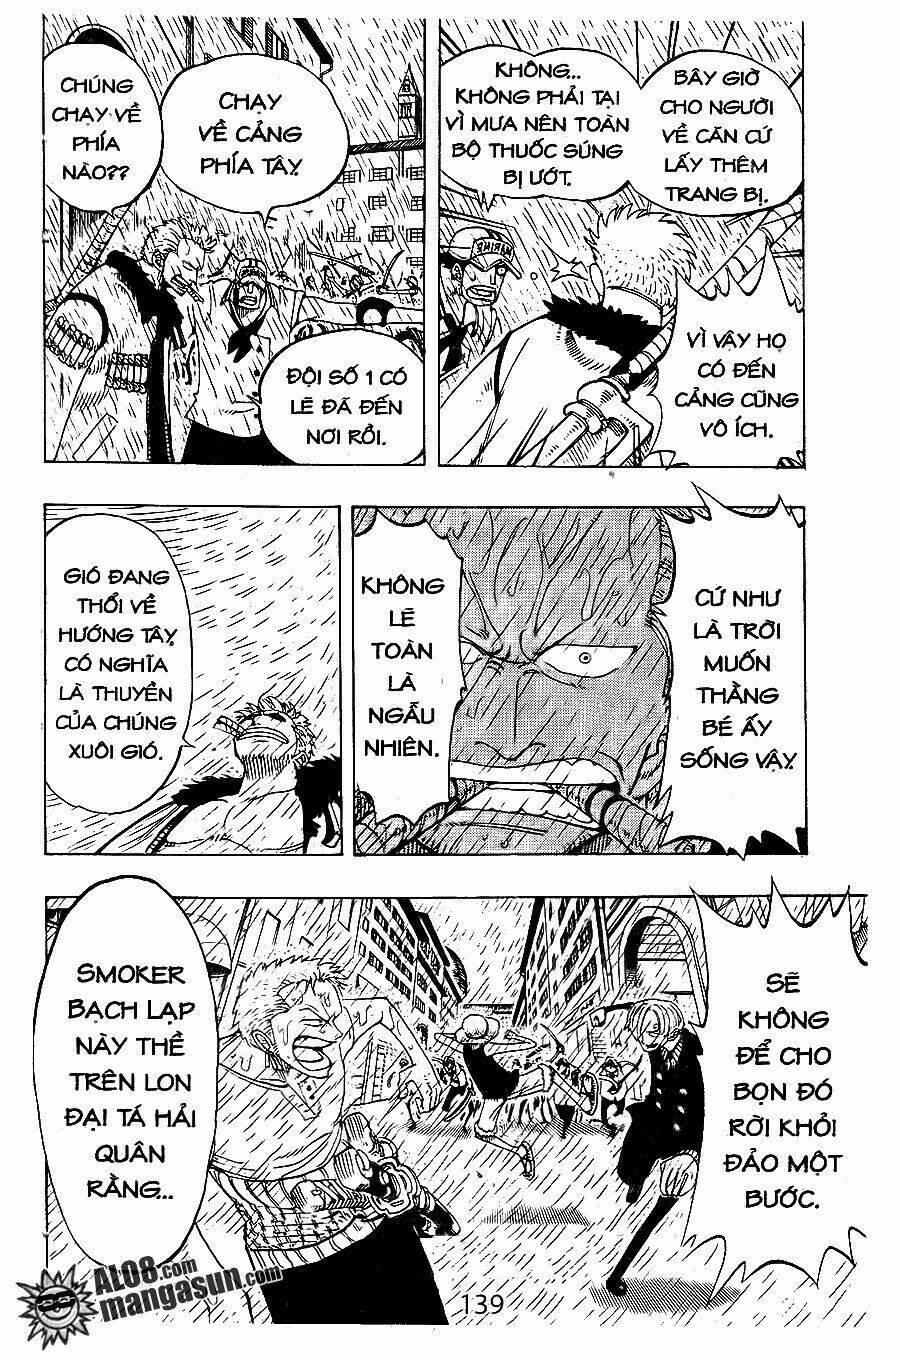 CHÚNG
CHẠY VỀ
PHÍA
NÀO??
CHẠY
VỀ CẢNG
PHÍA TÂY.
ĐỘI SỐ 1 CÓ
LẼ ĐÃ ĐẾN
NƠI RỒI.
KHÔNG...
KHÔNG PHẢI TẠI
VÌ MƯA NÊN TOÀN
BỘ THUỐC SÚNG
BỊ ƯỚT.
BÂY GIỜ
CHO NGƯỜI
VỀ CĂN CỨ
LẤY THÊM
TRANG BỊ.
MARINE
VÌ VẬY HỌ
CÓ ĐẾN
CẢNG CŨNG
VÔ ÍCH.
GIÓ ĐANG
THỔI VỀ
HƯỚNG TÂY,
CÓ NGHĨA
LÀ THUYỀN
CỦA CHÚNG
XUÔI GIÓ.
KHÔNG
LẼ
TOÀN
LÀ
NGẪU
NHIÊN.
CỨ NHƯ
LÀ TRỜI
MUỐN
THẰNG
BÉ ẤY
SỐNG VẬY.
SMOKER
BẠCH LẠP
NÀY THỀ
TRÊN LON
ĐẠI TÁ HẢI
QUÂN
RẰNG...
SẼ
KHÔNG
ĐỂ CHO
BỌN ĐÓ
RỜI KHỎI
ĐẢO MỘT
BƯỚC.
ALO8.com
mangasun.com
139